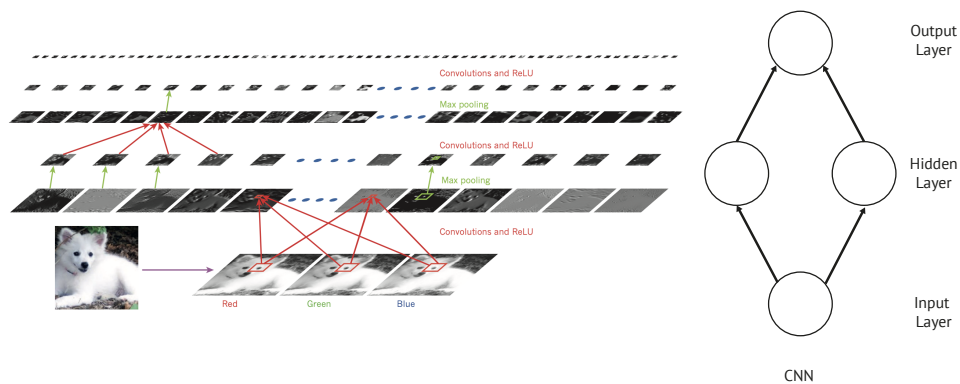 Convolutions and ReLU
Max pooling
Convolutions and ReLU
Max pooling
Convolutions and ReLU
Red
Green
Blue
Output
Layer
Hidden
Layer
Input
Layer
CNN